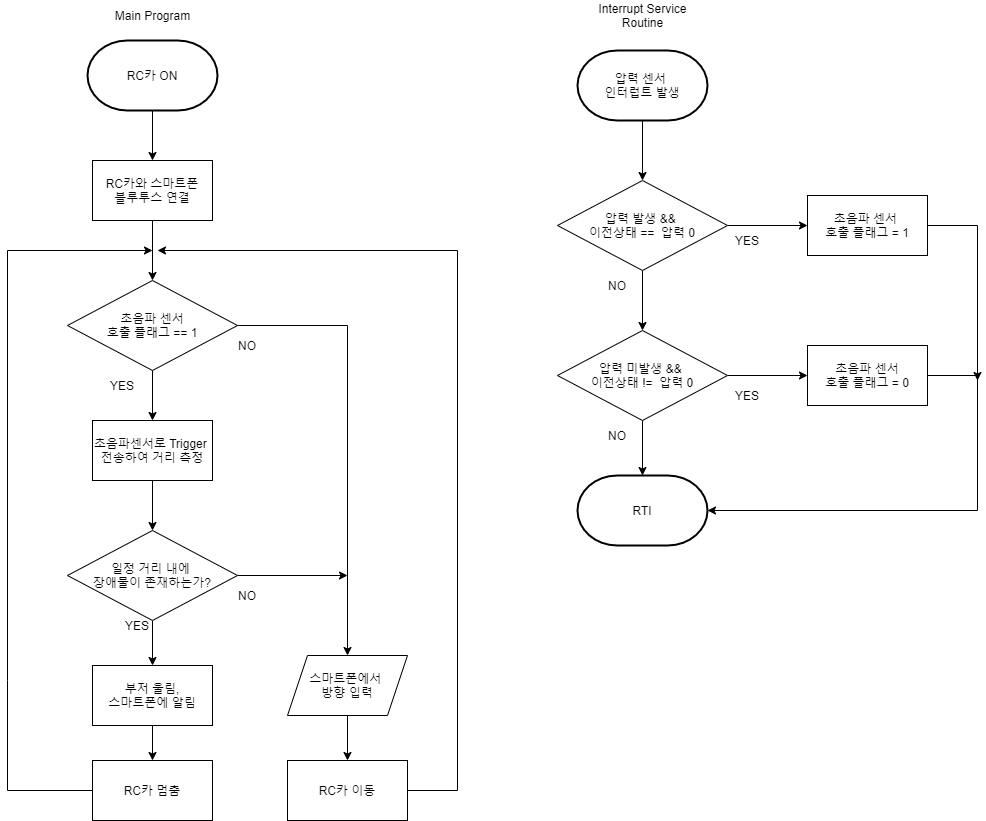 Main Program
RC카 ON
RC카와 스마트폰
블루투스 연결
초음파 센서
호출 플래그 == 1
NO
YES
초음파센서로 Trigger
전송하여 거리 측정
일정 거리 내에
장애물이 존재하는가?
NO
YES
부저 울림,
스마트폰에 알림
RC카 멈춤
스마트폰에서
방향 입력
RC카 이동
Interrupt Service
Routine
압력 센서
인터럽트 발생
압력 발생 &&
이전상태 == 압력 0
YES
초음파 센서
호출 플래그 = 1
NO
압력 미발생 &&
이전상태 != 압력 0
YES
초음파 센서
호출 플래그 = 0
NO
RTI